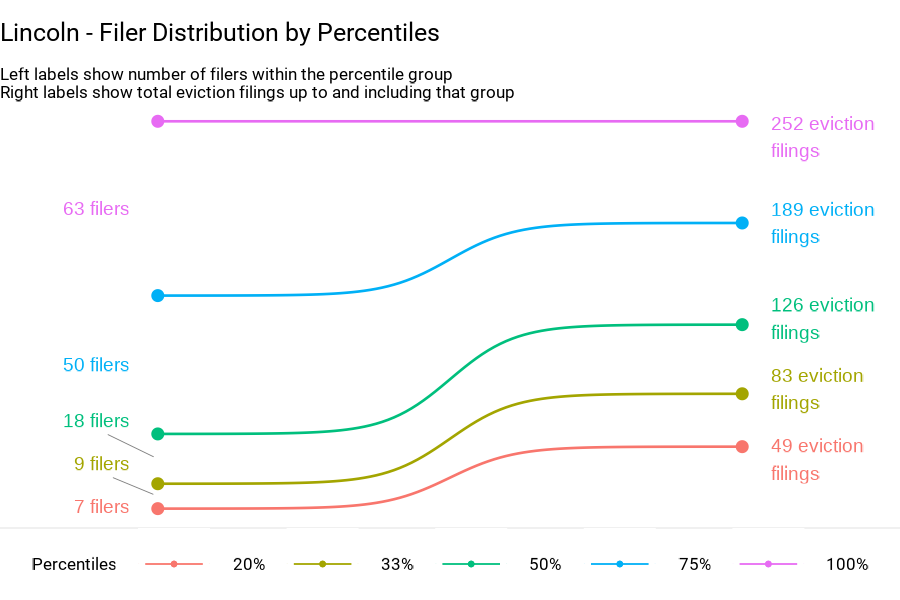 Lincoln - Filer Distribution by Percentiles
Left labels show number of filers within the percentile group
Right labels show total eviction filings up to and including that group
252 eviction
filings
63 filers
189 eviction
filings
126 eviction
filings
50 filers
83 eviction
filings
18 filers
49 eviction
filings
9 filers
7 filers
Percentiles 20% 33% 50% 75% 100%